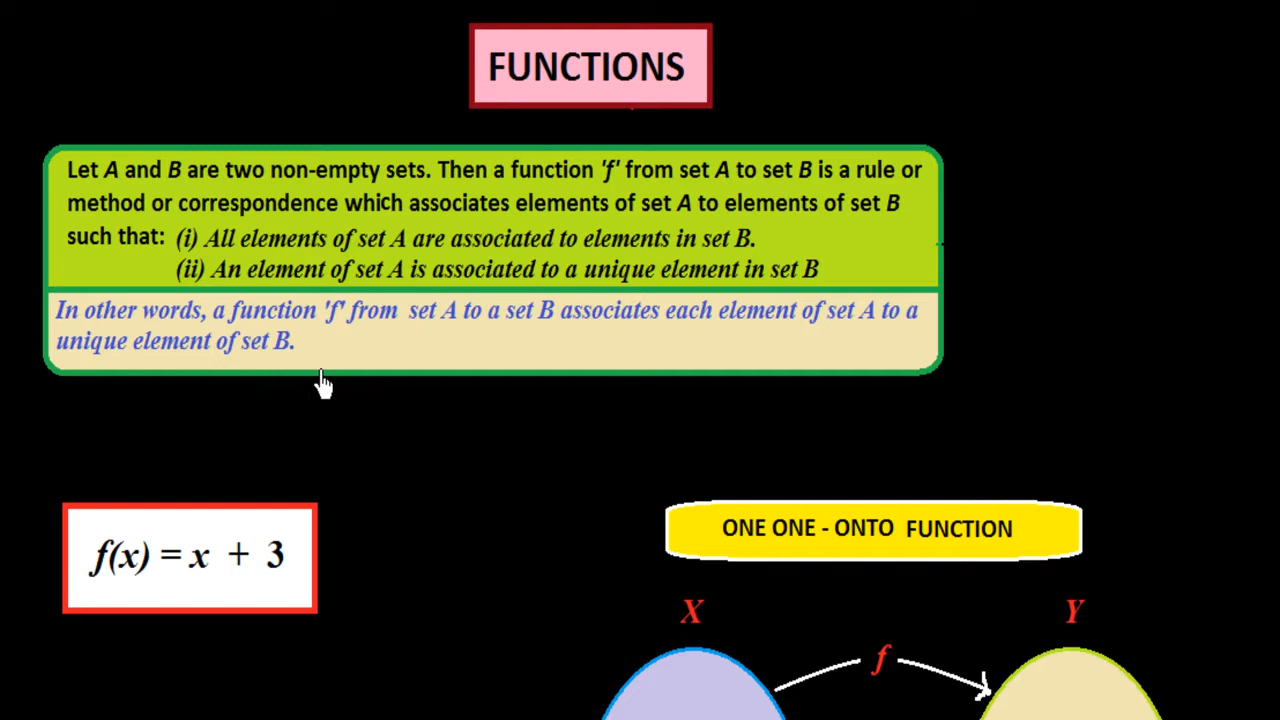 FUNCTIONS
Let A and B are two non-empty sets. Then a function 'f' from set A to set B is a rule or
method or correspondence which associates elements of set A to elements of set B
such that: (i) All elements of set A are associated to elements in set B.
(ii) An element of set A is associated to a unique element in set B
In other words, a function 'f' from set A to a set B associates each element of set A to a
unique element of set B.
f(x) = x + 3
ONE ONE - ONTO FUNCTION
X Y
f